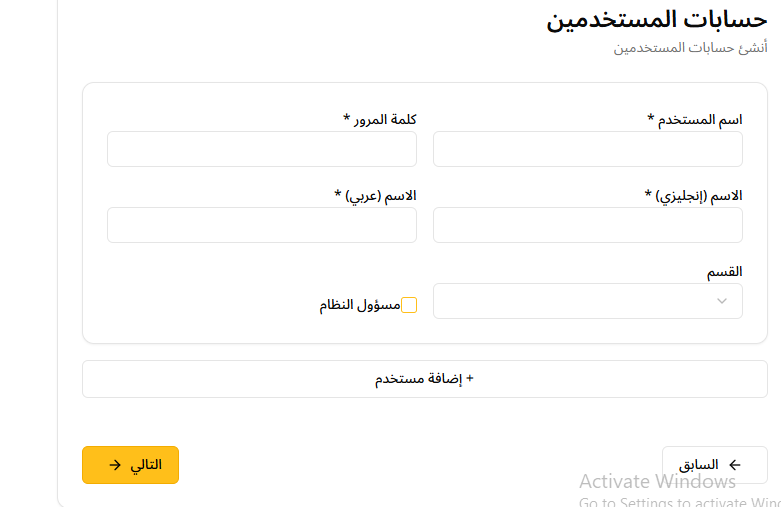 حسابات المستخدمين
أنشئ حسابات المستخدمين
اسم المستخدم *
كلمة المرور *
الاسم (إنجليزي) *
الاسم (عربي) *
القسم
مسؤول النظام
+ إضافة مستخدم
السابق
التالي
Activate Windows
Go to Settings to activate